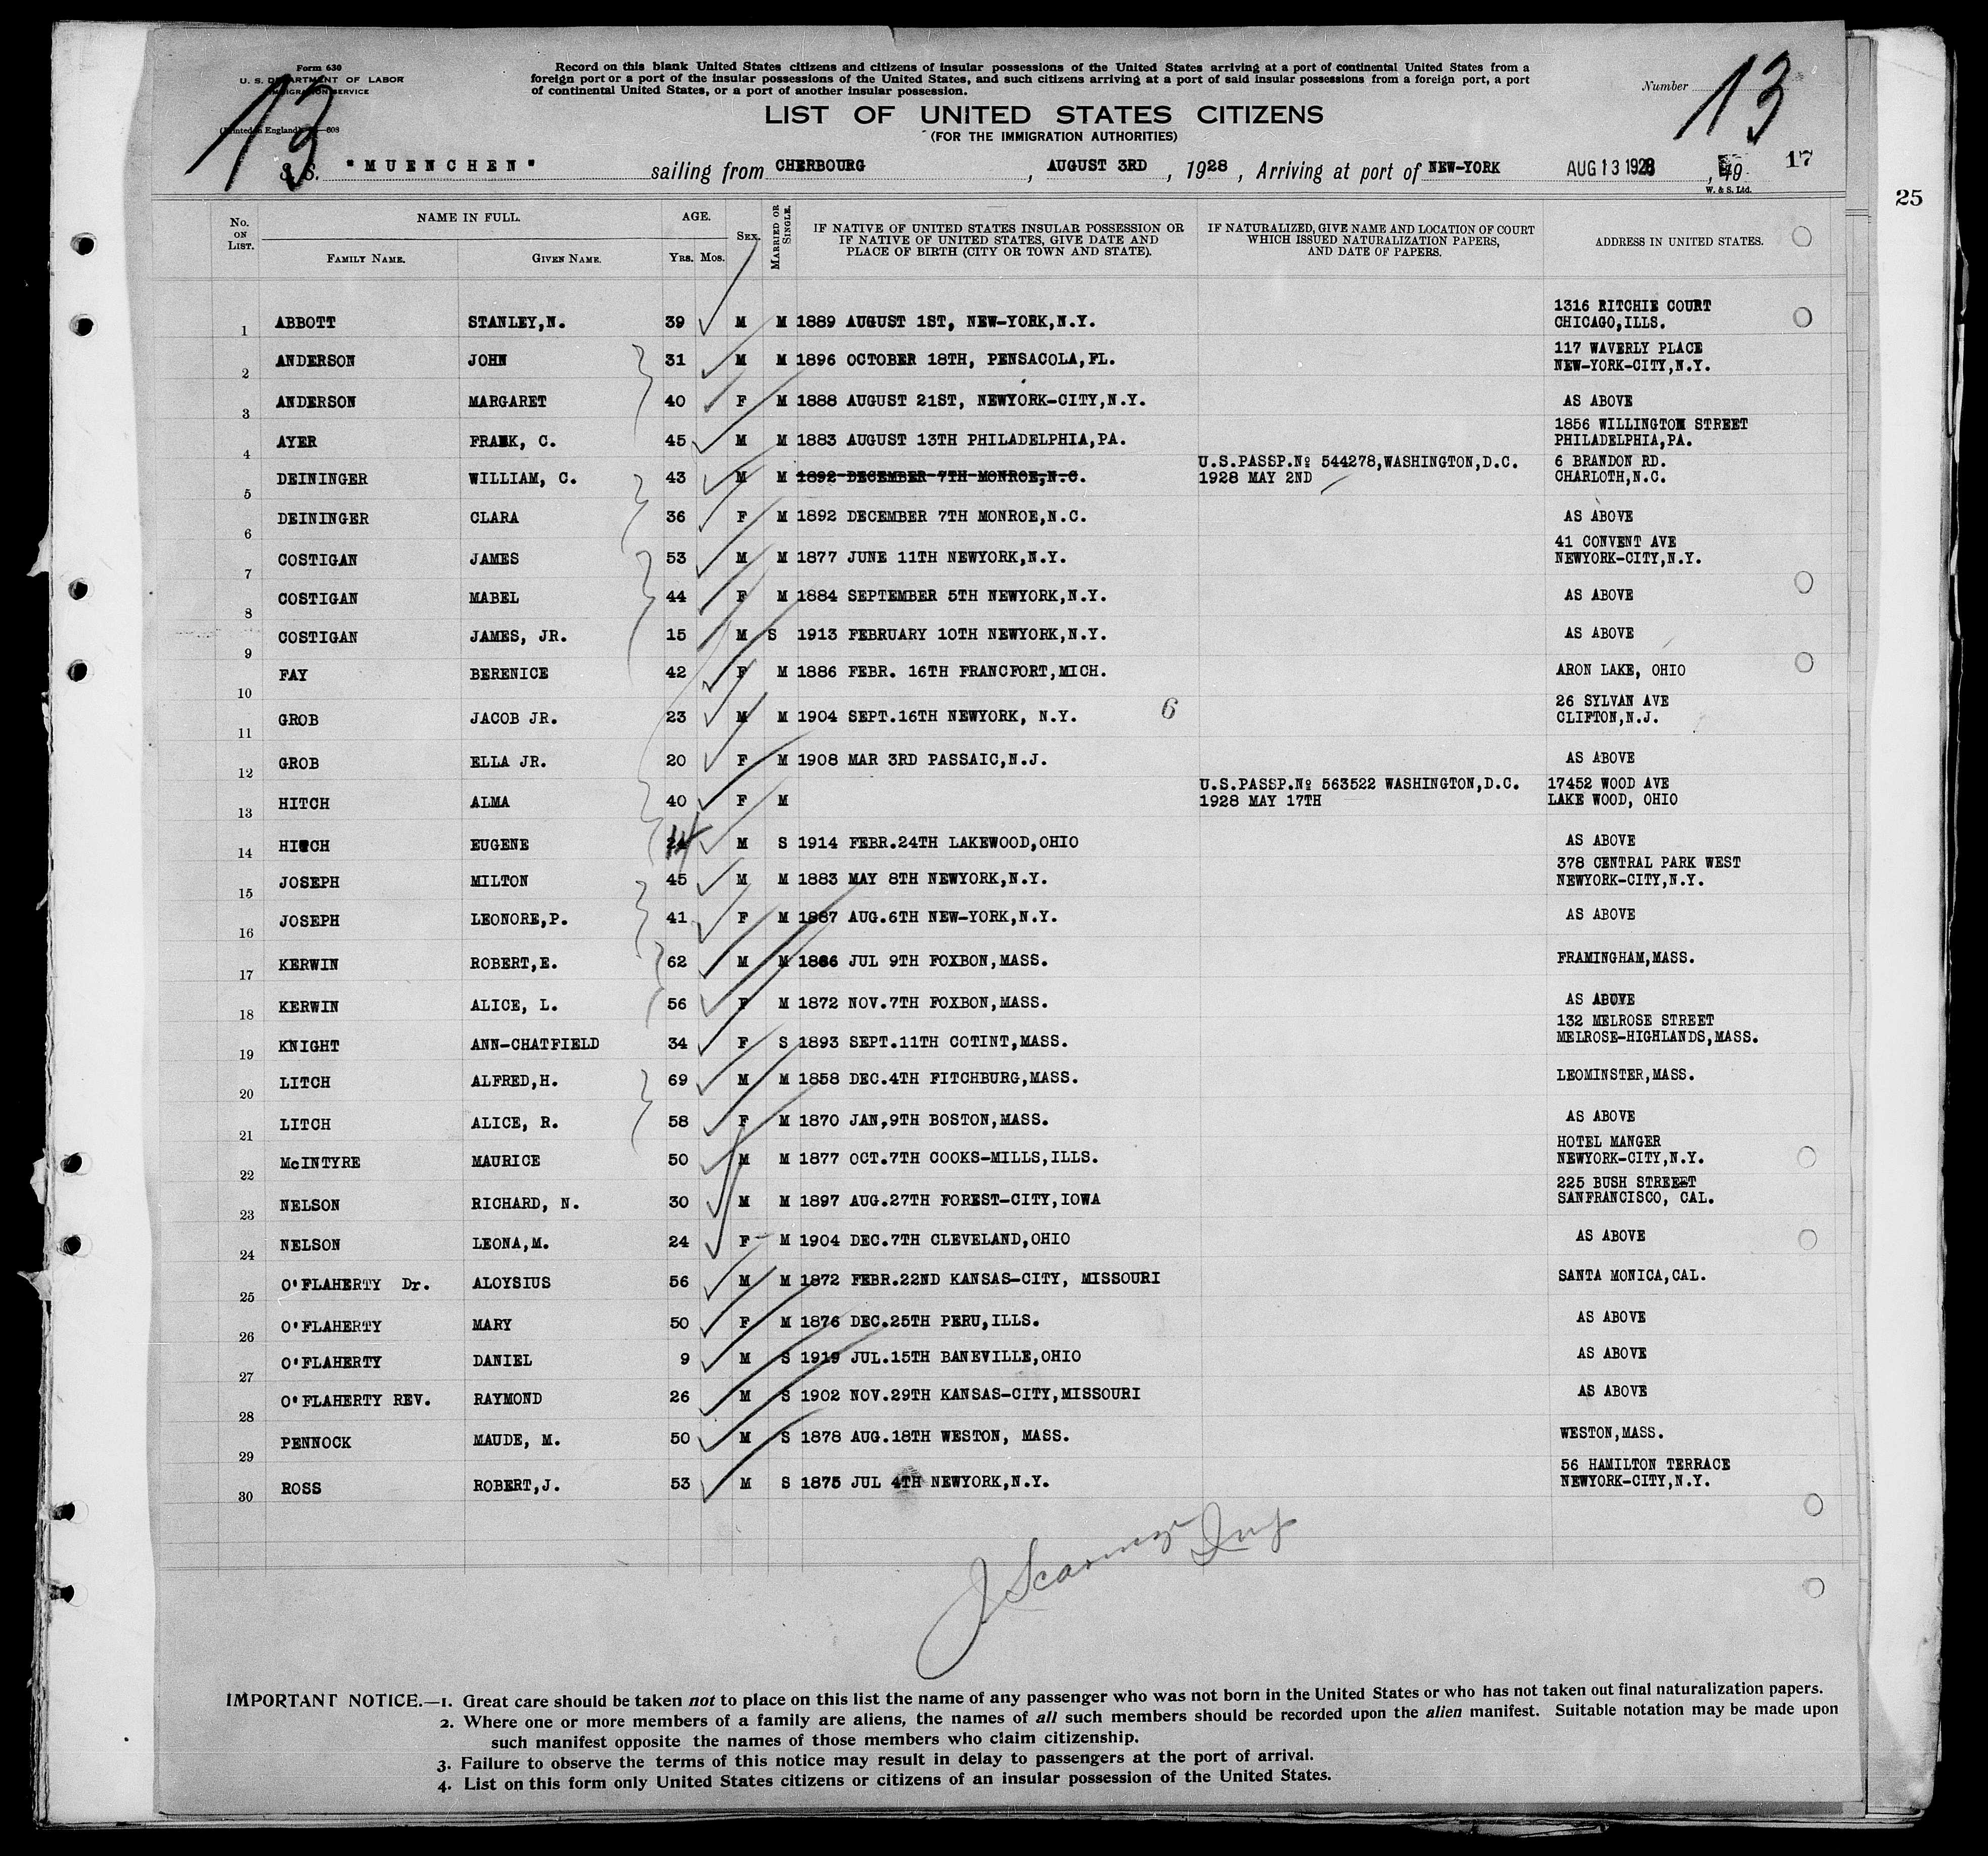 Form 630
U. S. DEPARTMENT OF LABOR
IMMIGRATION SERVICE
(Printed in England) 608
13
Record on this blank United States citizens and citizens of insular possessions of the United States arriving at a port of continental United States from a
foreign port or a port of the insular possessions of the United States, and such citizens arriving at a port of said insular possessions from a foreign port, a port
of continental United States, or a port of another insular possession.
Number 13
LIST OF UNITED STATES CITIZENS
(FOR THE IMMIGRATION AUTHORITIES)
S. S. "MUENCHEN" sailing from CHERBOURG, AUGUST 3RD, 1928, Arriving at port of NEW-YORK AUG 13 1928, 19 17
W. & S. Ltd.
25
No. ON LIST. NAME IN FULL. FAMILY NAME. GIVEN NAME. AGE. Yrs. Mos. SEX. MARRIED OR SINGLE. IF NATIVE OF UNITED STATES INSULAR POSSESSION OR IF NATIVE OF UNITED STATES, GIVE DATE AND PLACE OF BIRTH (CITY OR TOWN AND STATE). IF NATURALIZED, GIVE NAME AND LOCATION OF COURT WHICH ISSUED NATURALIZATION PAPERS, AND DATE OF PAPERS. ADDRESS IN UNITED STATES.
1 ABBOTT STANLEY,N. 39 M M 1889 AUGUST 1ST, NEW-YORK,N.Y. 1316 RITCHIE COURT CHICAGO,ILLS.
2 ANDERSON JOHN 31 M M 1896 OCTOBER 18TH, PENSACOLA,FL. 117 WAVERLY PLACE NEW-YORK-CITY,N.Y.
3 ANDERSON MARGARET 40 F M 1888 AUGUST 21ST, NEWYORK-CITY,N.Y. AS ABOVE
4 AYER FRANK, C. 45 M M 1883 AUGUST 13TH PHILADELPHIA,PA. 1856 WILLINGTON STREET PHILADELPHIA,PA.
5 DEININGER WILLIAM, C. 43 M M 1892 DECEMBER 7TH MONROE,N.C. U.S.PASSP.№ 544278,WASHINGTON,D.C. 1928 MAY 2ND 6 BRANDON RD. CHARLOTH,N.C.
6 DEININGER CLARA 36 F M 1892 DECEMBER 7TH MONROE,N.C. AS ABOVE
7 COSTIGAN JAMES 53 M M 1877 JUNE 11TH NEWYORK,N.Y. 41 CONVENT AVE NEWYORK-CITY,N.Y.
8 COSTIGAN MABEL 44 F M 1884 SEPTEMBER 5TH NEWYORK,N.Y. AS ABOVE
9 COSTIGAN JAMES, JR. 15 M S 1913 FEBRUARY 10TH NEWYORK,N.Y. AS ABOVE
10 FAY BERENICE 42 F M 1886 FEBR. 16TH FRANCFORT,MICH. ARON LAKE, OHIO
11 GROB JACOB JR. 23 M M 1904 SEPT.16TH NEWYORK, N.Y. 6 26 SYLVAN AVE CLIFTON,N.J.
12 GROB ELLA JR. 20 F M 1908 MAR 3RD PASSAIC,N.J. AS ABOVE
13 HITCH ALMA 40 F M U.S.PASSP.№ 563522 WASHINGTON,D.C. 1928 MAY 17TH 17452 WOOD AVE LAKE WOOD, OHIO
14 HITCH EUGENE 14 M S 1914 FEBR.24TH LAKEWOOD,OHIO AS ABOVE
15 JOSEPH MILTON 45 M M 1883 MAY 8TH NEWYORK,N.Y. 378 CENTRAL PARK WEST NEWYORK-CITY,N.Y.
16 JOSEPH LEONORE,P. 41 F M 1887 AUG.6TH NEW-YORK,N.Y. AS ABOVE
17 KERWIN ROBERT,E. 62 M M 1866 JUL 9TH FOXBON,MASS. FRAMINGHAM,MASS.
18 KERWIN ALICE, L. 56 F M 1872 NOV.7TH FOXBON,MASS. AS ABOVE
19 KNIGHT ANN-CHATFIELD 34 F S 1893 SEPT.11TH COTINT,MASS. 132 MELROSE STREET MELROSE-HIGHLANDS,MASS.
20 LITCH ALFRED,H. 69 M M 1858 DEC.4TH FITCHBURG,MASS. LEOMINSTER,MASS.
21 LITCH ALICE, R. 58 F M 1870 JAN,9TH BOSTON,MASS. AS ABOVE
22 McINTYRE MAURICE 50 M M 1877 OCT.7TH COOKS-MILLS,ILLS. HOTEL MANGER NEWYORK-CITY,N.Y.
23 NELSON RICHARD, N. 30 M M 1897 AUG.27TH FOREST-CITY,IOWA 225 BUSH STREEET SANFRANCISCO, CAL.
24 NELSON LEONA,M. 24 F M 1904 DEC.7TH CLEVELAND,OHIO AS ABOVE
25 O'FLAHERTY Dr. ALOYSIUS 56 M M 1872 FEBR.22ND KANSAS-CITY, MISSOURI SANTA MONICA,CAL.
26 O'FLAHERTY MARY 50 F M 1876 DEC.25TH PERU,ILLS. AS ABOVE
27 O'FLAHERTY DANIEL 9 M S 1919 JUL.15TH BANEVILLE,OHIO AS ABOVE
28 O'FLAHERTY REV. RAYMOND 26 M S 1902 NOV.29TH KANSAS-CITY,MISSOURI AS ABOVE
29 PENNOCK MAUDE, M. 50 M S 1878 AUG.18TH WESTON, MASS. WESTON,MASS.
30 ROSS ROBERT,J. 53 M S 1875 JUL 4TH NEWYORK,N.Y. 56 HAMILTON TERRACE NEWYORK-CITY,N.Y.
IMPORTANT NOTICE.—1. Great care should be taken not to place on this list the name of any passenger who was not born in the United States or who has not taken out final naturalization papers.
2. Where one or more members of a family are aliens, the names of all such members should be recorded upon the alien manifest. Suitable notation may be made upon
such manifest opposite the names of those members who claim citizenship.
3. Failure to observe the terms of this notice may result in delay to passengers at the port of arrival.
4. List on this form only United States citizens or citizens of an insular possession of the United States.